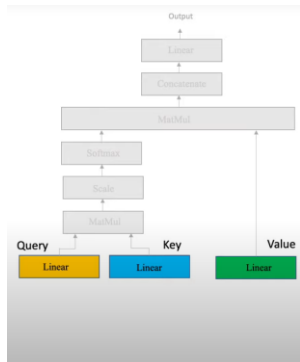 Output
Linear
Concatenate
MatMul
Softmax
Scale
MatMul
Query Key Value
Linear Linear Linear